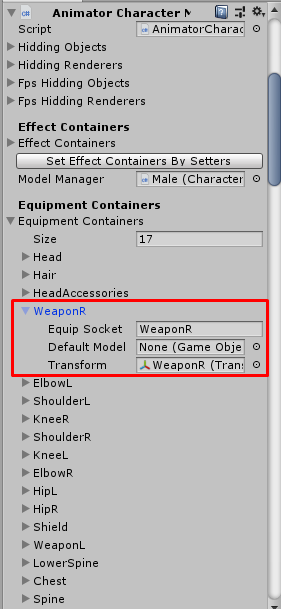 Animator Character M
Script AnimatorCharac
Hidding Objects
Hidding Renderers
Fps Hidding Objects
Fps Hidding Renderers
Effect Containers
Effect Containers
Set Effect Containers By Setters
Model Manager Male (Character
Equipment Containers
Equipment Containers
Size 17
Head
Hair
HeadAccessories
WeaponR
Equip Socket WeaponR
Default Model None (Game Obje
Transform WeaponR (Trans
ElbowL
ShoulderL
KneeR
ShoulderR
KneeL
ElbowR
HipL
HipR
Shield
WeaponL
LowerSpine
Chest
Spine